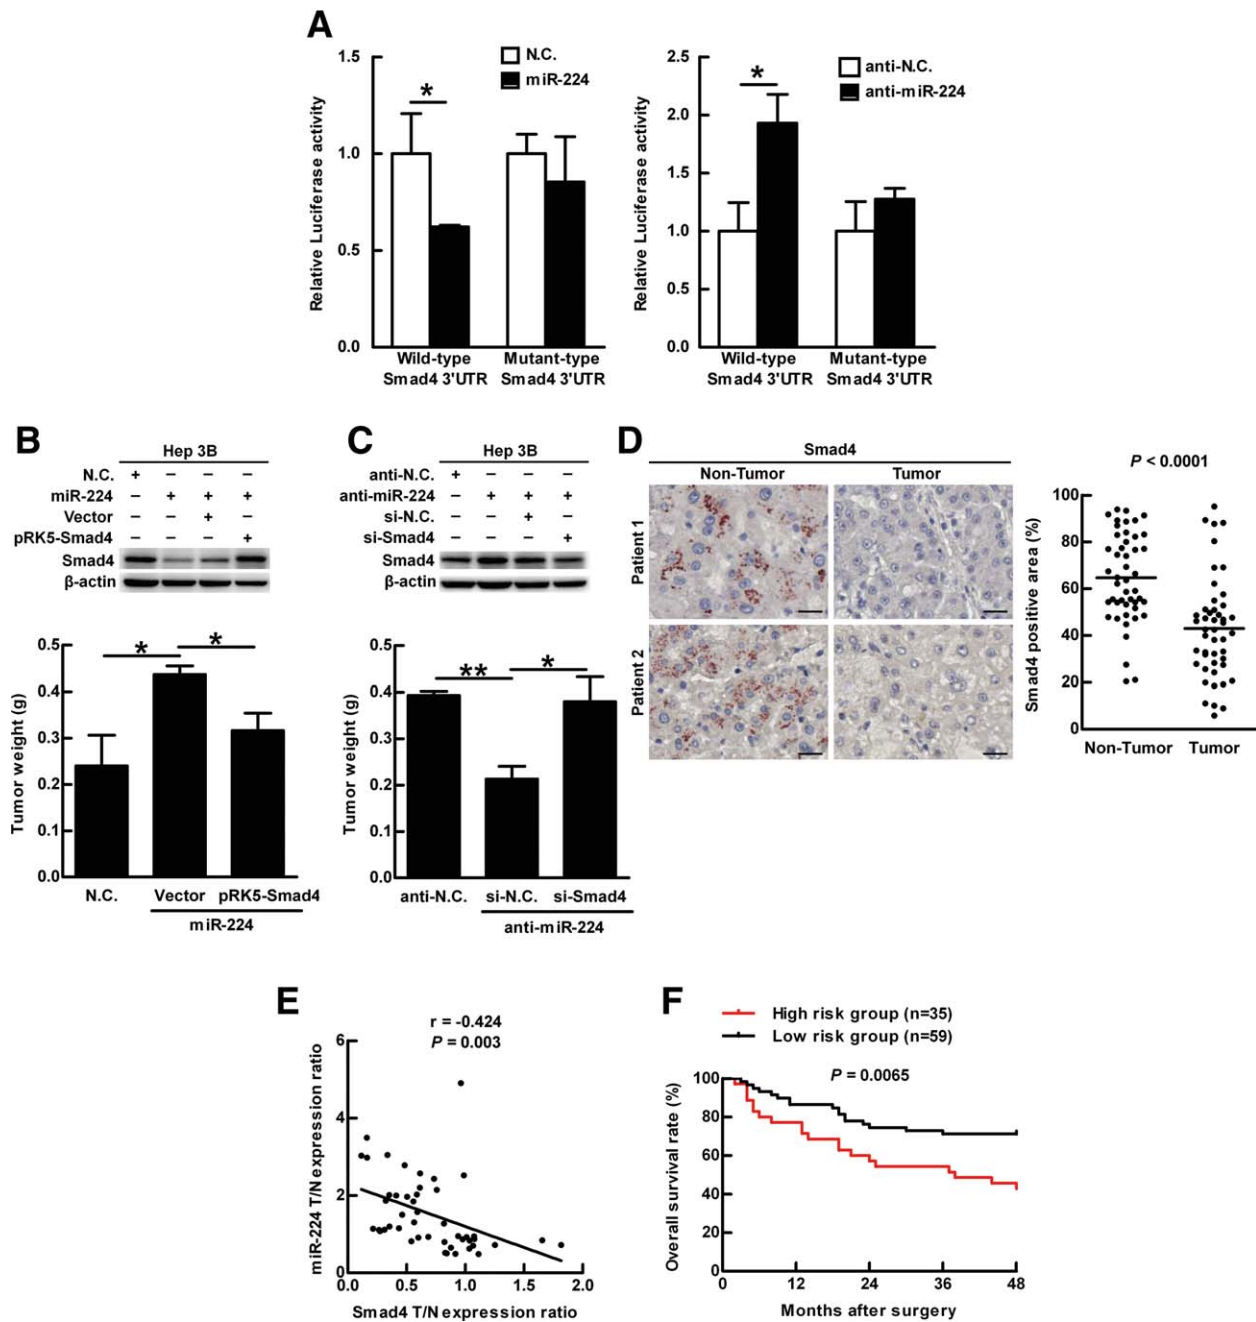 A
N.C.
miR-224
*
Relative Luciferase activity
1.5
1.0
0.5
0.0
Wild-type
Smad4 3'UTR
Mutant-type
Smad4 3'UTR
anti-N.C.
anti-miR-224
*
Relative Luciferase activity
2.5
2.0
1.5
1.0
0.5
0.0
Wild-type
Smad4 3'UTR
Mutant-type
Smad4 3'UTR
B
Hep 3B
N.C. + – – –
miR-224 – + + +
Vector – – + –
pRK5-Smad4 – – – +
Smad4
β-actin
* *
Tumor weight (g)
0.5
0.4
0.3
0.2
0.1
0.0
N.C. Vector pRK5-Smad4
miR-224
C
Hep 3B
anti-N.C. + – – –
anti-miR-224 – + + +
si-N.C. – – + –
si-Smad4 – – – +
Smad4
β-actin
** *
Tumor weight (g)
0.5
0.4
0.3
0.2
0.1
0.0
anti-N.C. si-N.C. si-Smad4
anti-miR-224
D
Smad4
Non-Tumor Tumor
Patient 1
Patient 2
P < 0.0001
Smad4 positive area (%)
100
80
60
40
20
0
Non-Tumor Tumor
E
r = -0.424
P = 0.003
miR-224 T/N expression ratio
6
4
2
0
0.0 0.5 1.0 1.5 2.0
Smad4 T/N expression ratio
F
High risk group (n=35)
Low risk group (n=59)
P = 0.0065
Overall survival rate (%)
100
80
60
40
20
0
0 12 24 36 48
Months after surgery